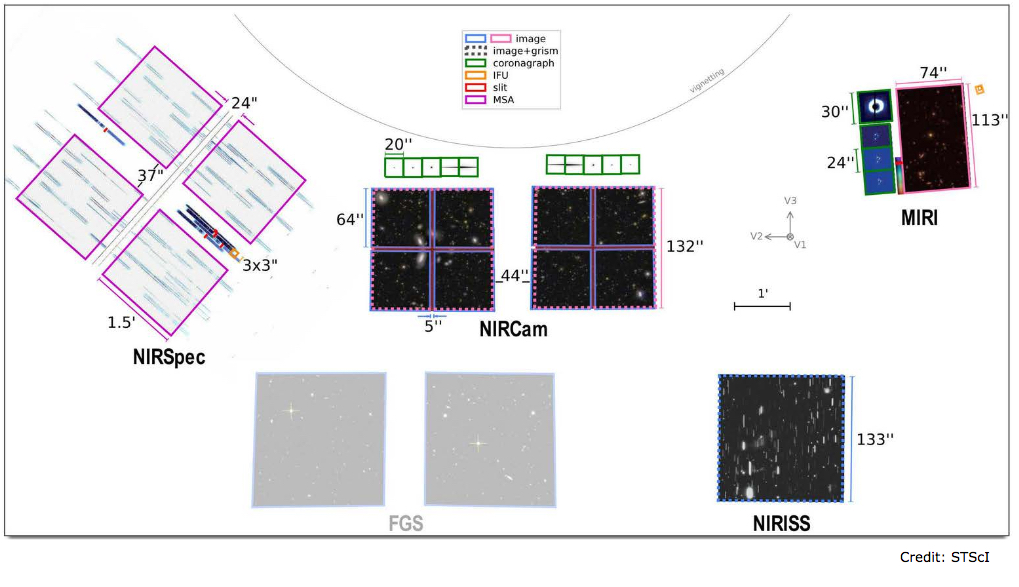 image
image+grism
coronagraph
IFU
slit
MSA
vignetting
24"
37"
3x3"
1.5'
NIRSpec
20''
64''
44''
132''
5''
NIRCam
74''
30''
113''
24''
MIRI
V3
V2
V1
1'
FGS
133''
NIRISS
Credit: STScI